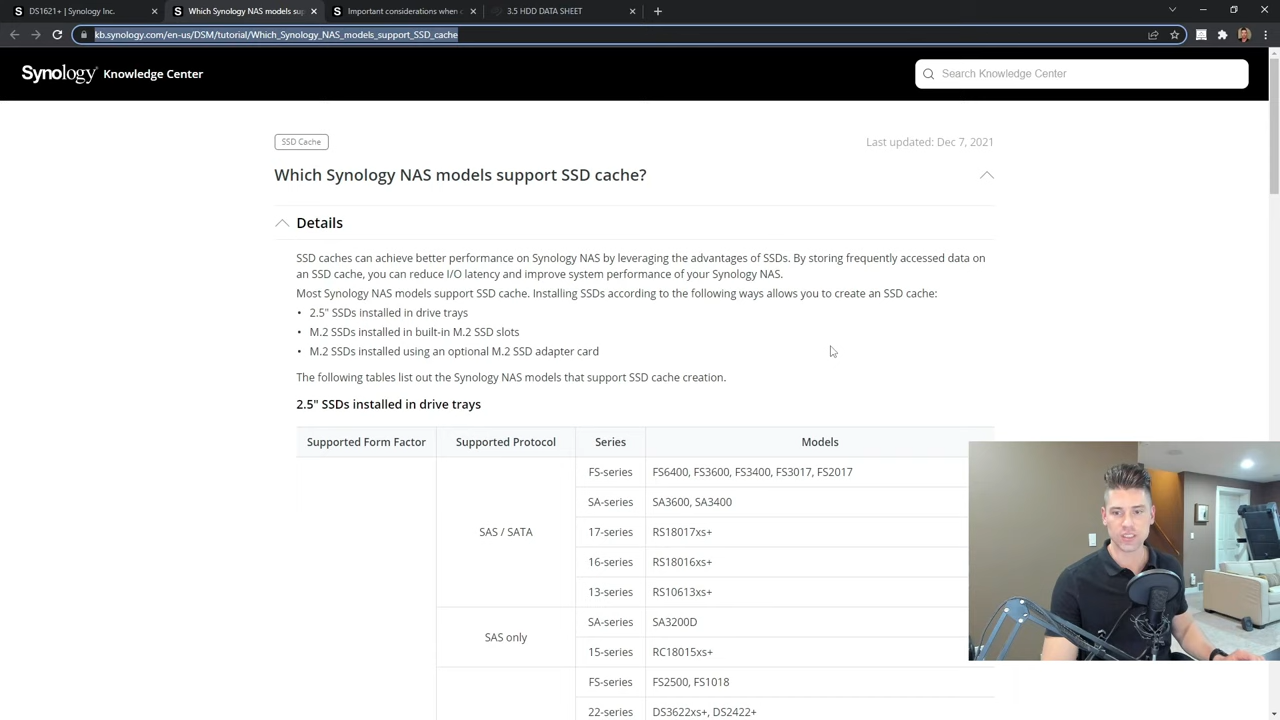 DS1621+ | Synology Inc.
Which Synology NAS models sup
Important considerations when c
3.5 HDD DATA SHEET
kb.synology.com/en-us/DSM/tutorial/Which_Synology_NAS_models_support_SSD_cache
Synology Knowledge Center
Search Knowledge Center
SSD Cache
Last updated: Dec 7, 2021
Which Synology NAS models support SSD cache?
Details
SSD caches can achieve better performance on Synology NAS by leveraging the advantages of SSDs. By storing frequently accessed data on
an SSD cache, you can reduce I/O latency and improve system performance of your Synology NAS.
Most Synology NAS models support SSD cache. Installing SSDs according to the following ways allows you to create an SSD cache:
• 2.5" SSDs installed in drive trays
• M.2 SSDs installed in built-in M.2 SSD slots
• M.2 SSDs installed using an optional M.2 SSD adapter card
The following tables list out the Synology NAS models that support SSD cache creation.
2.5" SSDs installed in drive trays
Supported Form Factor Supported Protocol Series Models
FS-series FS6400, FS3600, FS3400, FS3017, FS2017
SA-series SA3600, SA3400
SAS / SATA 17-series RS18017xs+
16-series RS18016xs+
13-series RS10613xs+
SAS only SA-series SA3200D
15-series RC18015xs+
FS-series FS2500, FS1018
22-series DS3622xs+, DS2422+